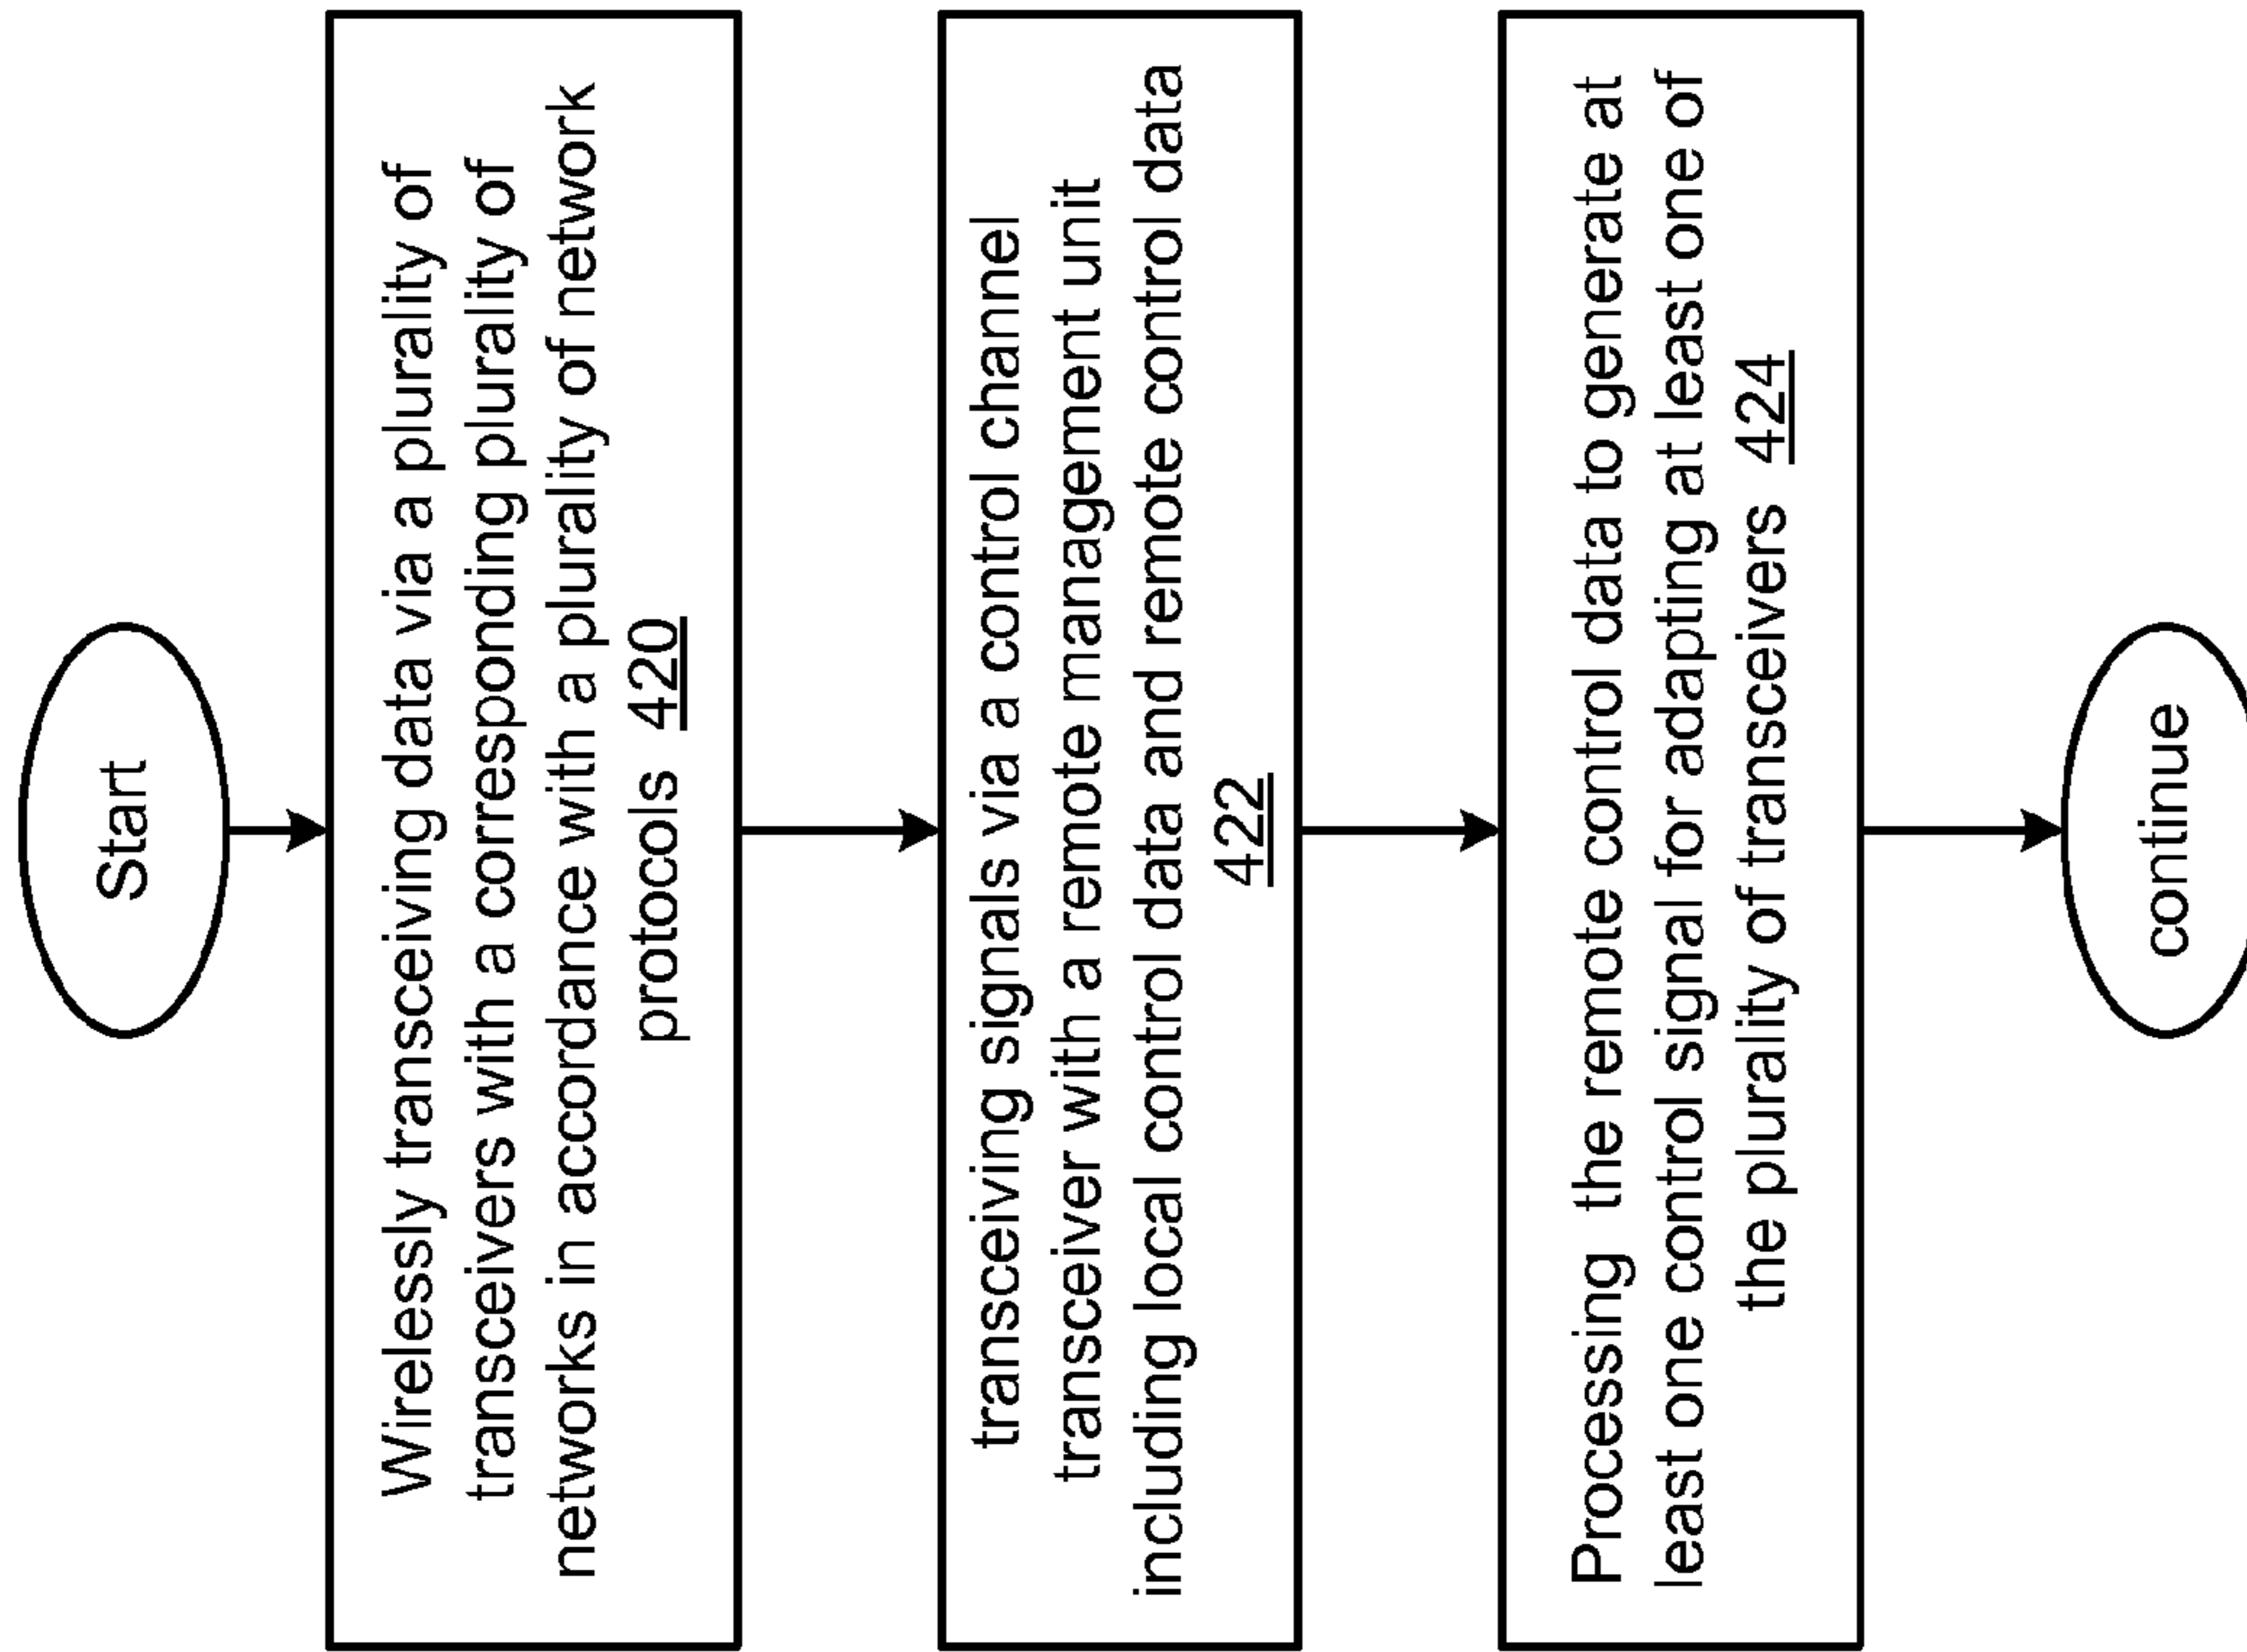 Start
Wirelessly transceiving data via a plurality of
transceivers with a corresponding plurality of
networks in accordance with a plurality of network
protocols 420
transceiving signals via a control channel
transceiver with a remote management unit
including local control data and remote control data
422
Processing the remote control data to generate at
least one control signal for adapting at least one of
the plurality of transceivers 424
continue